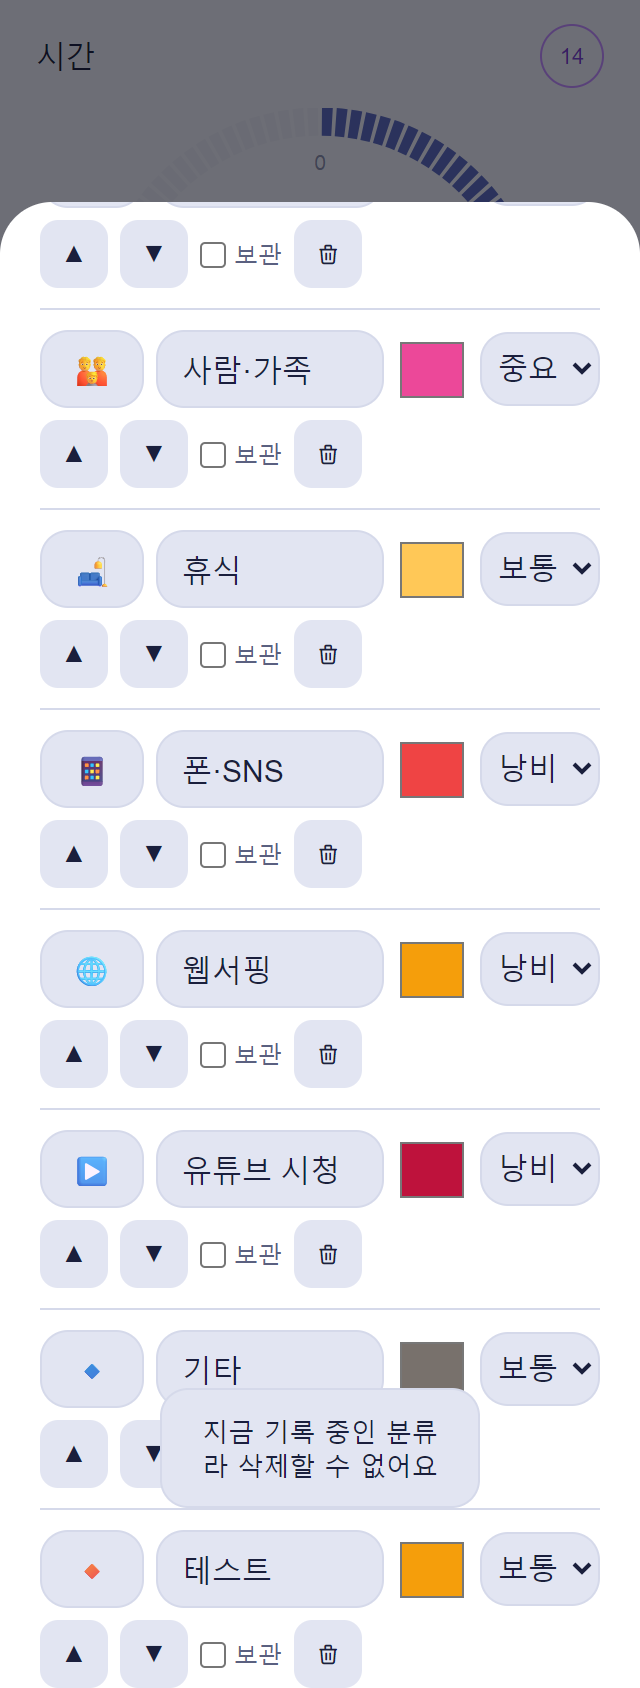 시간
14
0
▲ ▼ 보관
사람·가족 중요
▲ ▼ 보관
휴식 보통
▲ ▼ 보관
폰·SNS 낭비
▲ ▼ 보관
웹서핑 낭비
▲ ▼ 보관
유튜브 시청 낭비
▲ ▼ 보관
기타 보통
▲ ▼
지금 기록 중인 분류
라 삭제할 수 없어요
테스트 보통
▲ ▼ 보관